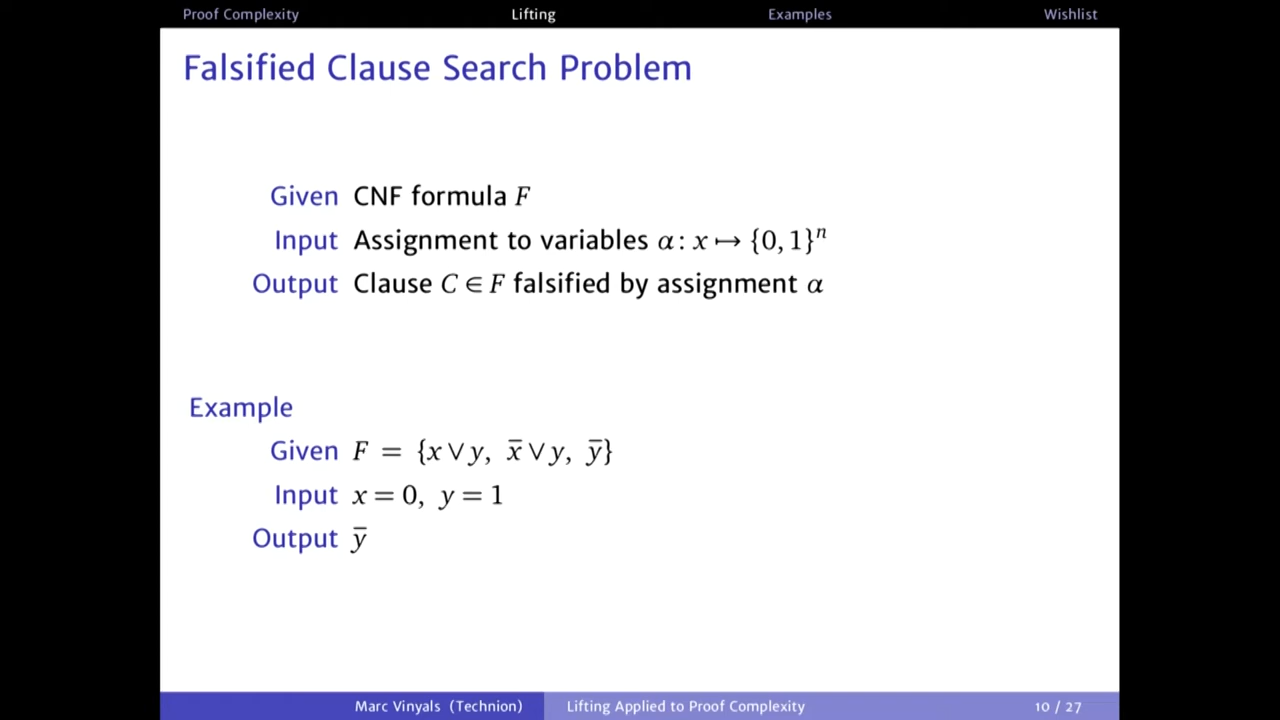 Proof Complexity Lifting Examples Wishlist
Falsified Clause Search Problem
Given CNF formula F
Input Assignment to variables α: x ↦ {0, 1}ⁿ
Output Clause C ∈ F falsified by assignment α
Example
Given F = {x ∨ y, x̄ ∨ y, ȳ}
Input x = 0, y = 1
Output ȳ
Marc Vinyals (Technion) Lifting Applied to Proof Complexity 10 / 27